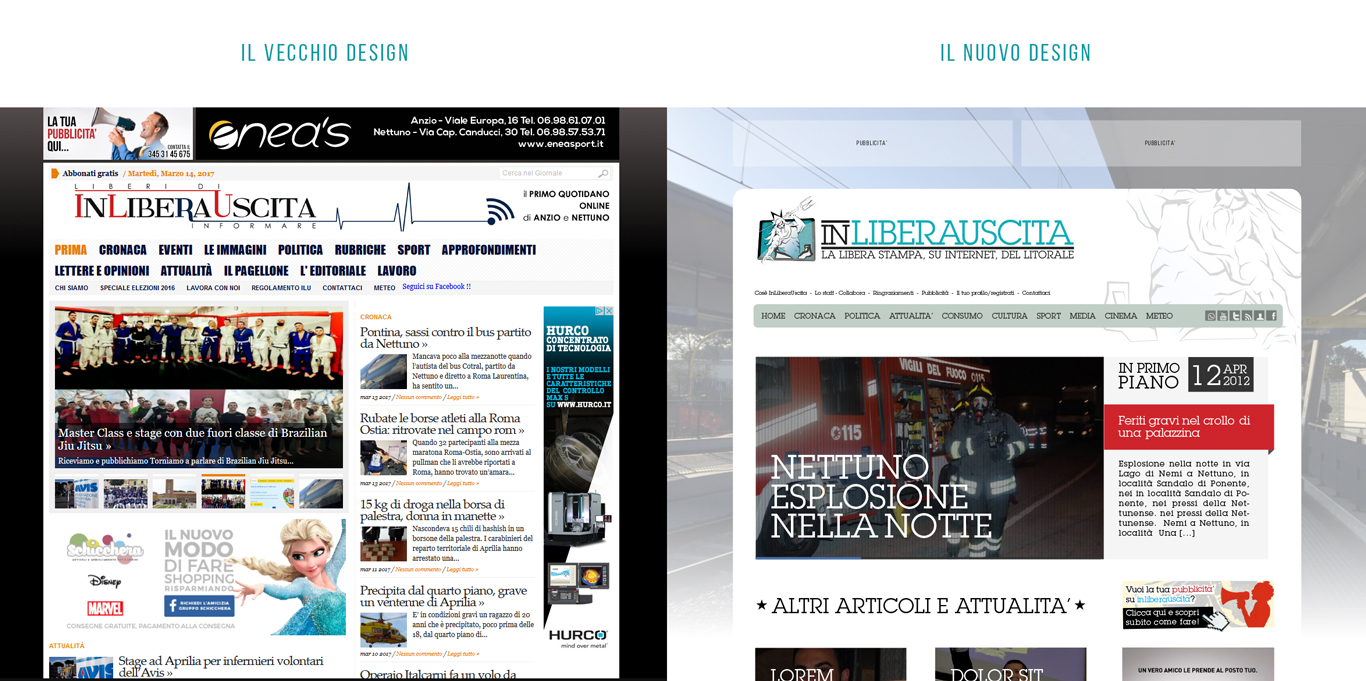 IL VECCHIO DESIGN
LA TUA
PUBBLICITA'
QUI...
CONTATTA IL
345 31 45 675
enea's
Anzio - Viale Europa, 16 Tel. 06.98.61.07.01
Nettuno - Via Cap. Canducci, 30 Tel. 06.98.57.53.71
www.eneasport.it
Abbonati gratis / Martedì, Marzo 14, 2017
Cerca nel Giornale
LIBERI DI
INLIBERAUSCITA
INFORMARE
il PRIMO QUOTIDANO
ONLINE
di ANZIO e NETTUNO
PRIMA CRONACA EVENTI LE IMMAGINI POLITICA RUBRICHE SPORT APPROFONDIMENTI
LETTERE E OPINIONI ATTUALITÀ IL PAGELLONE L' EDITORIALE LAVORO
CHI SIAMO SPECIALE ELEZIONI 2016 LAVORA CON NOI REGOLAMENTO ILU CONTATTACI METEO Seguici su Facebook !!
Master Class e stage con due fuori classe di Brazilian
Jiu Jitsu »
Riceviamo e pubblichiamo Torniamo a parlare di Brazilian Jiu Jitsu...
AVIS
Schicchera
Disney
MARVEL
IL NUOVO
MODO
DI FARE
SHOPPING
RISPARMIANDO
RICHIEDI L'AMICIZIA
GRUPPO SCHICCHERA
CONSEGNE GRATUITE, PAGAMENTO ALLA CONSEGNA
ATTUALITÀ
Stage ad Aprilia per infermieri volontari
dell'Avis »
CRONACA
Pontina, sassi contro il bus partito
da Nettuno »
Mancava poco alla mezzanotte quando
l'autista del bus Cotral, partito da
Nettuno e diretto a Roma Laurentina,
ha sentito un...
mar 13 2017 / Nessun commento / Leggi tutto »
Rubate le borse atleti alla Roma
Ostia: ritrovate nel campo rom »
Quando 32 partecipanti alla mezza
maratona Roma-Ostia, sono arrivati al
pullman che li avrebbe riportati a
Roma, hanno trovato un'amara...
mar 13 2017 / Nessun commento / Leggi tutto »
15 kg di droga nella borsa di
palestra, donna in manette »
Nascondeva 15 chili di hashish in un
borsone della palestra. I carabinieri del
reparto territoriale di Aprilia hanno
arrestato una...
mar 11 2017 / Nessun commento / Leggi tutto »
Precipita dal quarto piano, grave
un ventenne di Aprilia »
E' in condizioni gravi un ragazzo di 20
anni che è precipitato, poco prima delle
18, dal quarto piano di...
mar 10 2017 / Nessun commento / Leggi tutto »
Operaio Italcarni fa un volo da
HURCO
CONCENTRATO
DI TECNOLOGIA
I NOSTRI MODELLI
E TUTTE LE
CARATTERISTICHE
DEL CONTROLLO
MAX 5
SU WWW.HURCO.IT
HURCO
mind over metal
IL NUOVO DESIGN
PUBBLICITA'
PUBBLICITA'
INLIBERAUSCITA
LA LIBERA STAMPA, SU INTERNET, DEL LITORALE
Cosè InLiberaUscita - Lo staff - Collabora - Ringraziamenti - Pubblicità - Il tuo profilo/registrati - Contattaci
HOME CRONACA POLITICA ATTUALITA' CONSUMO CULTURA SPORT MEDIA CINEMA METEO
VIGILI DEL FUOCO 115
115
NETTUNO
ESPLOSIONE
NELLA NOTTE
IN PRIMO
PIANO
12 APR
2012
Feriti gravi nel crollo di
una palazzina
Esplosione nella notte in via
Lago di Nemi a Nettuno, in
località Sandalo di Ponente,
nei in località Sandalo di Po-
nente, nei pressi della Net-
tunense. nei pressi della Net-
tunense. Nemi a Nettuno, in
località Una [...]
★ ALTRI ARTICOLI E ATTUALITA' ★
Vuoi la tua pubblicita'
su inliberauscita?
Clicca qui e scopri
subito come fare!
LOREM
DOLOR SIT
UN VERO AMICO LE PRENDE AL POSTO TUO.